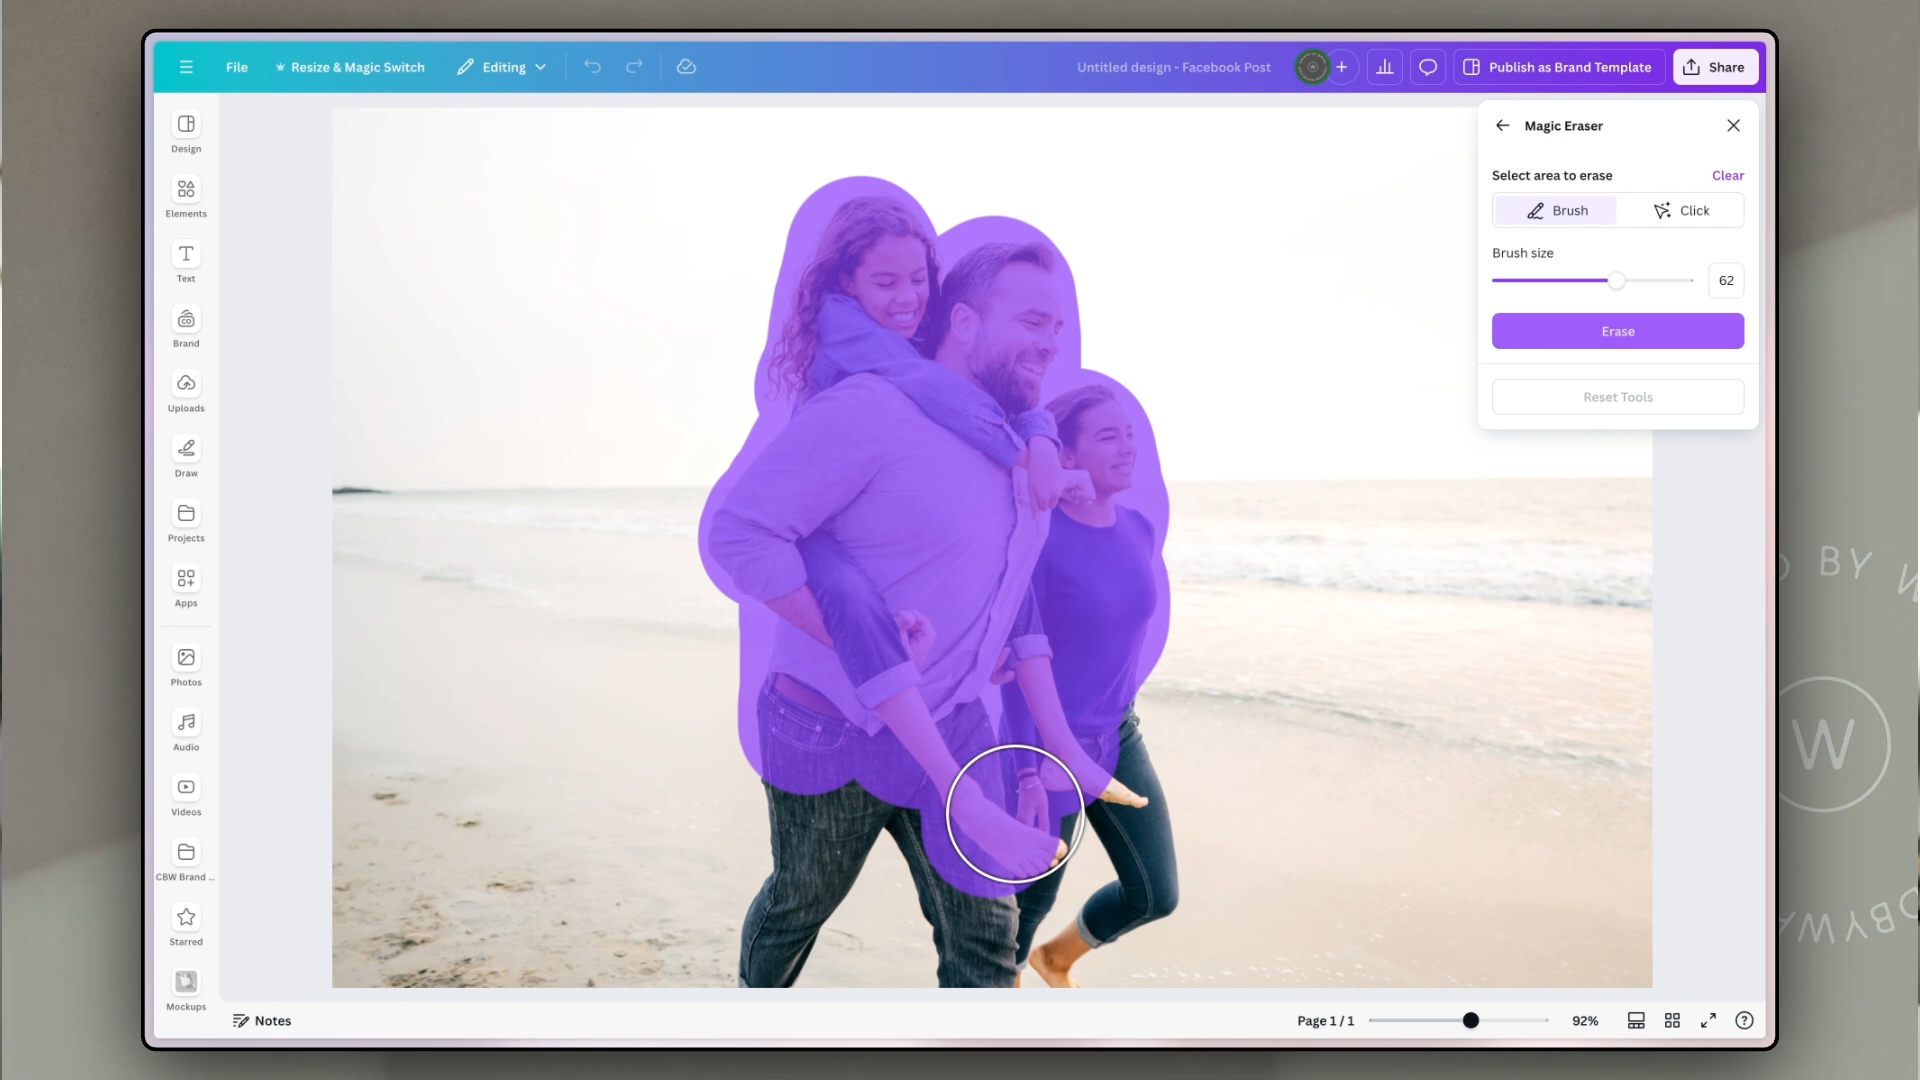 File
Resize & Magic Switch
Editing
Untitled design - Facebook Post
+
Publish as Brand Template
Share
Design
Elements
Text
Brand
Uploads
Draw
Projects
Apps
Photos
Audio
Videos
CBW Brand ...
Starred
Mockups
Magic Eraser
Select area to erase
Clear
Brush
Click
Brush size
62
Erase
Reset Tools
Notes
Page 1 / 1
92%
?
BY
W